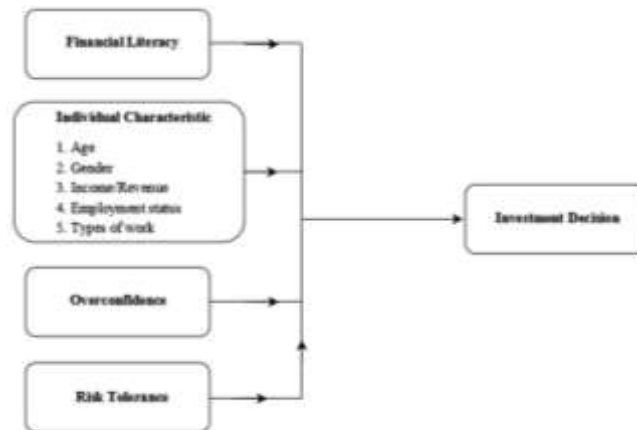 Financial Literacy
Individual Characteristic
1. Age
2. Gender
3. Income/Revenue
4. Employment status
5. Types of work
Investment Decision
Overconfidence
Risk Tolerance